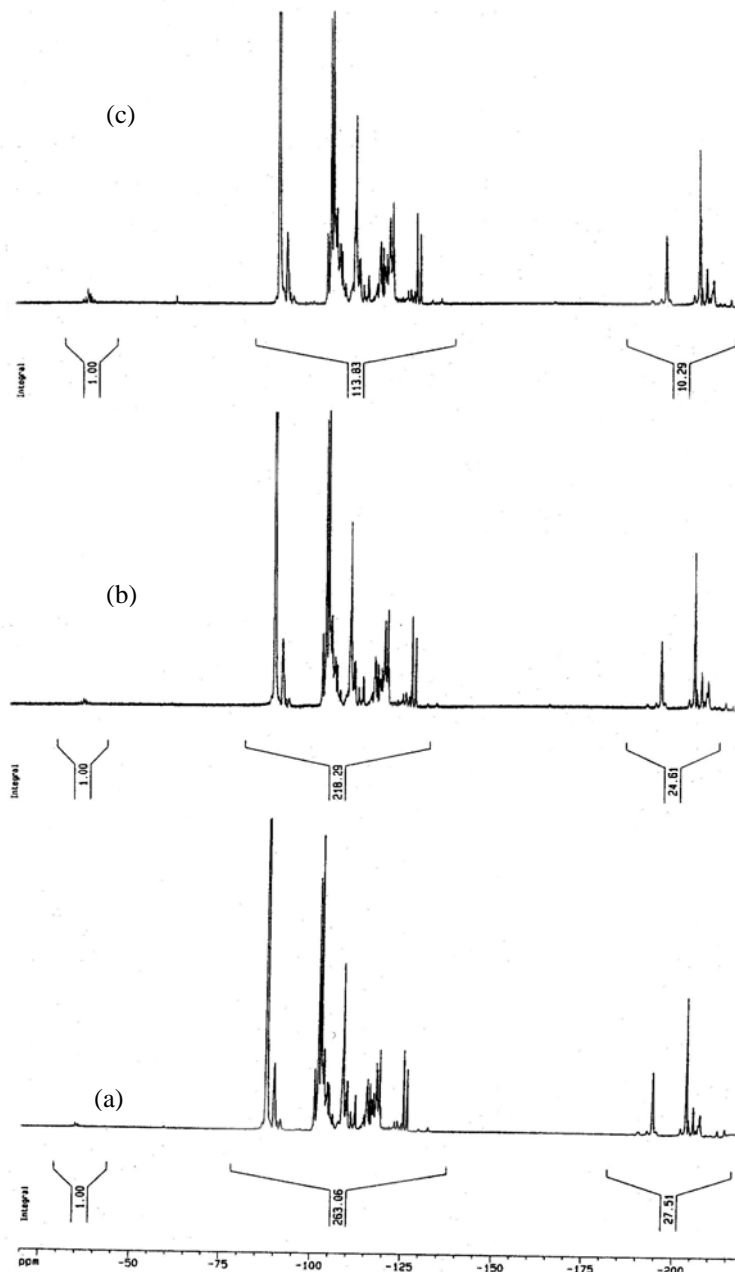 (c)
Integral
1.00
113.83
10.29
(b)
Integral
1.00
218.29
24.61
(a)
Integral
1.00
263.06
27.51
ppm -50 -75 -100 -125 -150 -175 -200